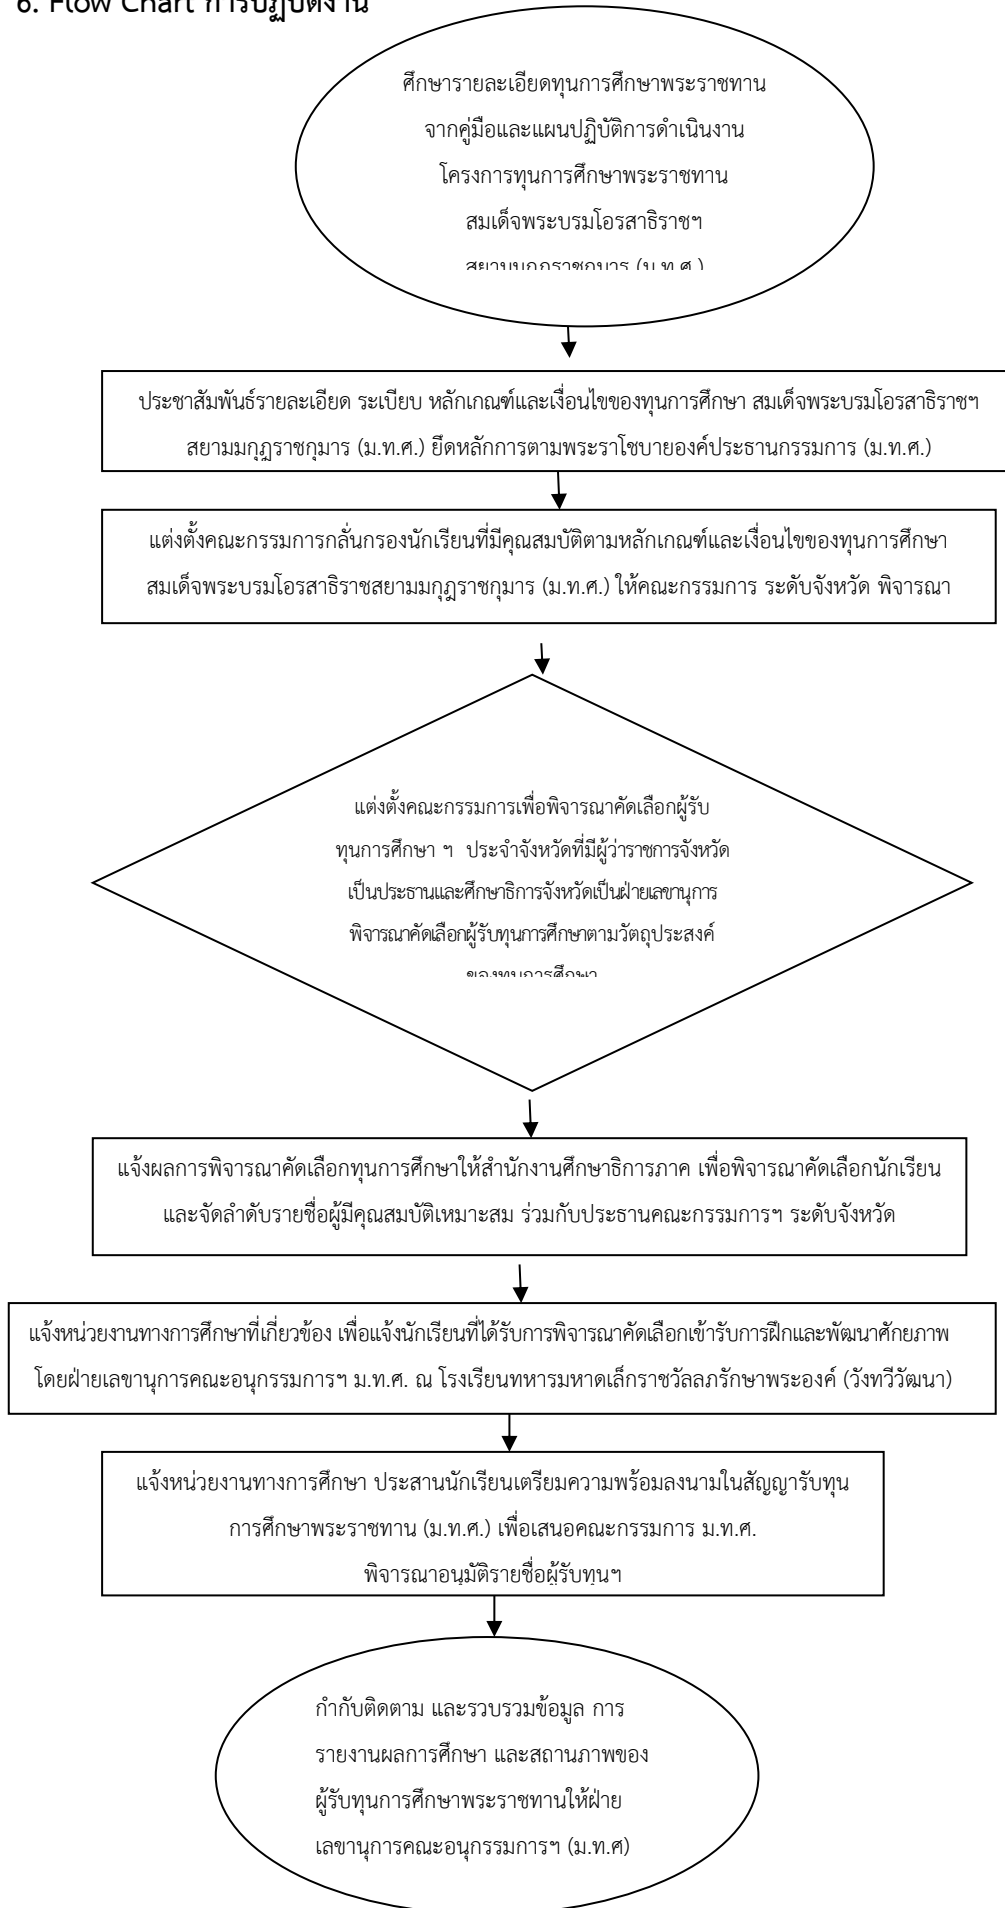 6. Flow Chart การปฏิบัติงาน
ศึกษารายละเอียดทุนการศึกษาพระราชทาน
จากคู่มือและแผนปฏิบัติการดำเนินงาน
โครงการทุนการศึกษาพระราชทาน
สมเด็จพระบรมโอรสาธิราชฯ
สยามมกุฎราชกุมาร (ม.ท.ศ.)
ประชาสัมพันธ์รายละเอียด ระเบียบ หลักเกณฑ์และเงื่อนไขของทุนการศึกษา สมเด็จพระบรมโอรสาธิราชฯ
สยามมกุฎราชกุมาร (ม.ท.ศ.) ยึดหลักการตามพระราโชบายองค์ประธานกรรมการ (ม.ท.ศ.)
แต่งตั้งคณะกรรมการกลั่นกรองนักเรียนที่มีคุณสมบัติตามหลักเกณฑ์และเงื่อนไขของทุนการศึกษา
สมเด็จพระบรมโอรสาธิราชสยามมกุฎราชกุมาร (ม.ท.ศ.) ให้คณะกรรมการ ระดับจังหวัด พิจารณา
แต่งตั้งคณะกรรมการเพื่อพิจารณาคัดเลือกผู้รับ
ทุนการศึกษา ฯ ประจำจังหวัดที่มีผู้ว่าราชการจังหวัด
เป็นประธานและศึกษาธิการจังหวัดเป็นฝ่ายเลขานุการ
พิจารณาคัดเลือกผู้รับทุนการศึกษาตามวัตถุประสงค์
ของทุนการศึกษา
แจ้งผลการพิจารณาคัดเลือกทุนการศึกษาให้สำนักงานศึกษาธิการภาค เพื่อพิจารณาคัดเลือกนักเรียน
และจัดลำดับรายชื่อผู้มีคุณสมบัติเหมาะสม ร่วมกับประธานคณะกรรมการฯ ระดับจังหวัด
แจ้งหน่วยงานทางการศึกษาที่เกี่ยวข้อง เพื่อแจ้งนักเรียนที่ได้รับการพิจารณาคัดเลือกเข้ารับการฝึกและพัฒนาศักยภาพ
โดยฝ่ายเลขานุการคณะอนุกรรมการฯ ม.ท.ศ. ณ โรงเรียนทหารมหาดเล็กราชวัลลภรักษาพระองค์ (วังทวีวัฒนา)
แจ้งหน่วยงานทางการศึกษา ประสานนักเรียนเตรียมความพร้อมลงนามในสัญญารับทุน
การศึกษาพระราชทาน (ม.ท.ศ.) เพื่อเสนอคณะกรรมการ ม.ท.ศ.
พิจารณาอนุมัติรายชื่อผู้รับทุนฯ
กำกับติดตาม และรวบรวมข้อมูล การ
รายงานผลการศึกษา และสถานภาพของ
ผู้รับทุนการศึกษาพระราชทานให้ฝ่าย
เลขานุการคณะอนุกรรมการฯ (ม.ท.ศ)